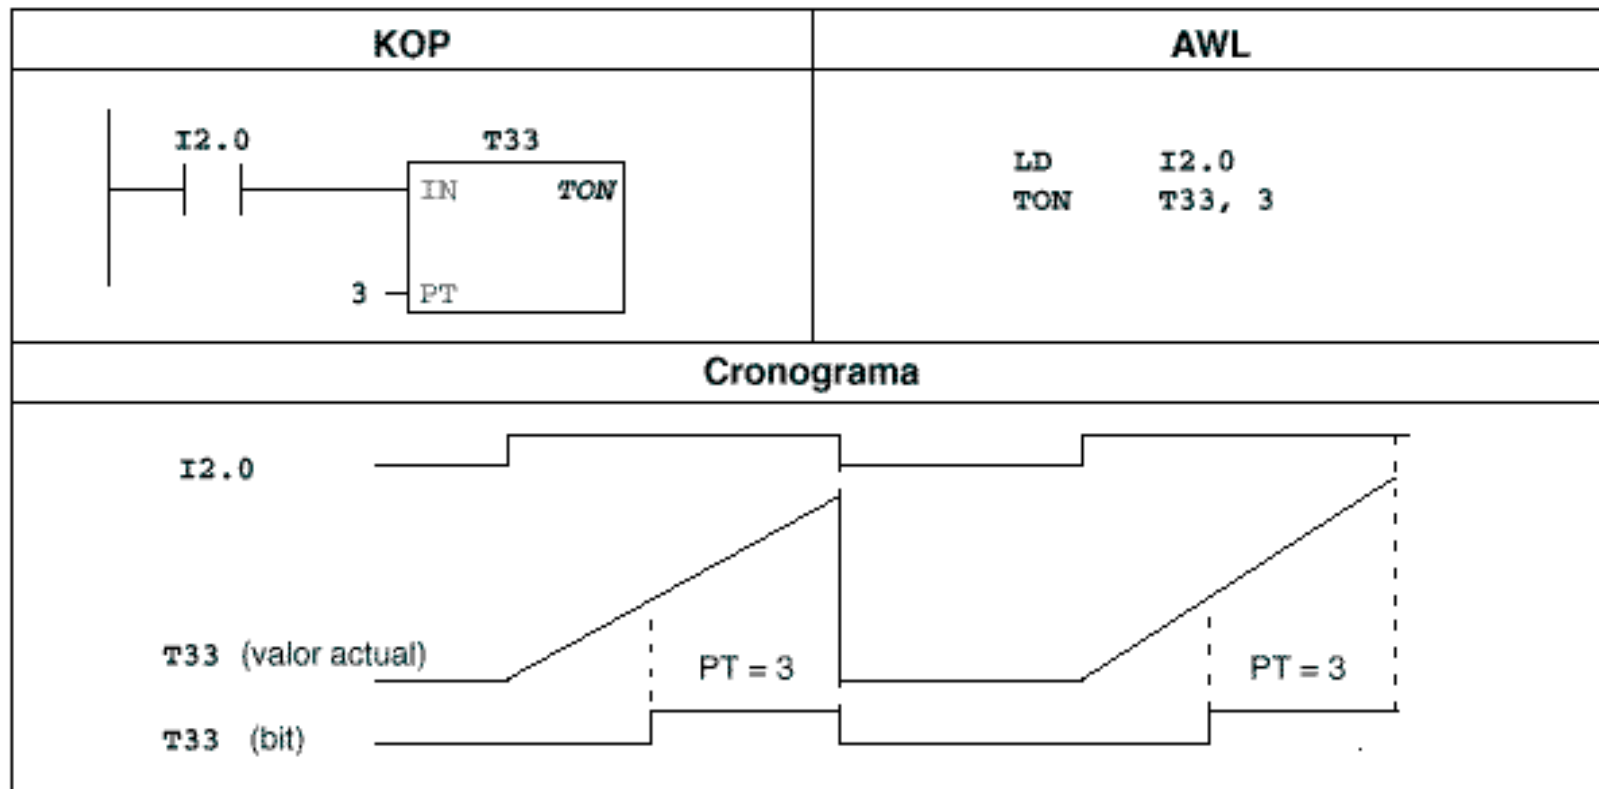 KOP
AWL
I2.0
T33
IN TON
3 PT
LD I2.0
TON T33, 3
Cronograma
I2.0
T33 (valor actual)
PT = 3
PT = 3
T33 (bit)